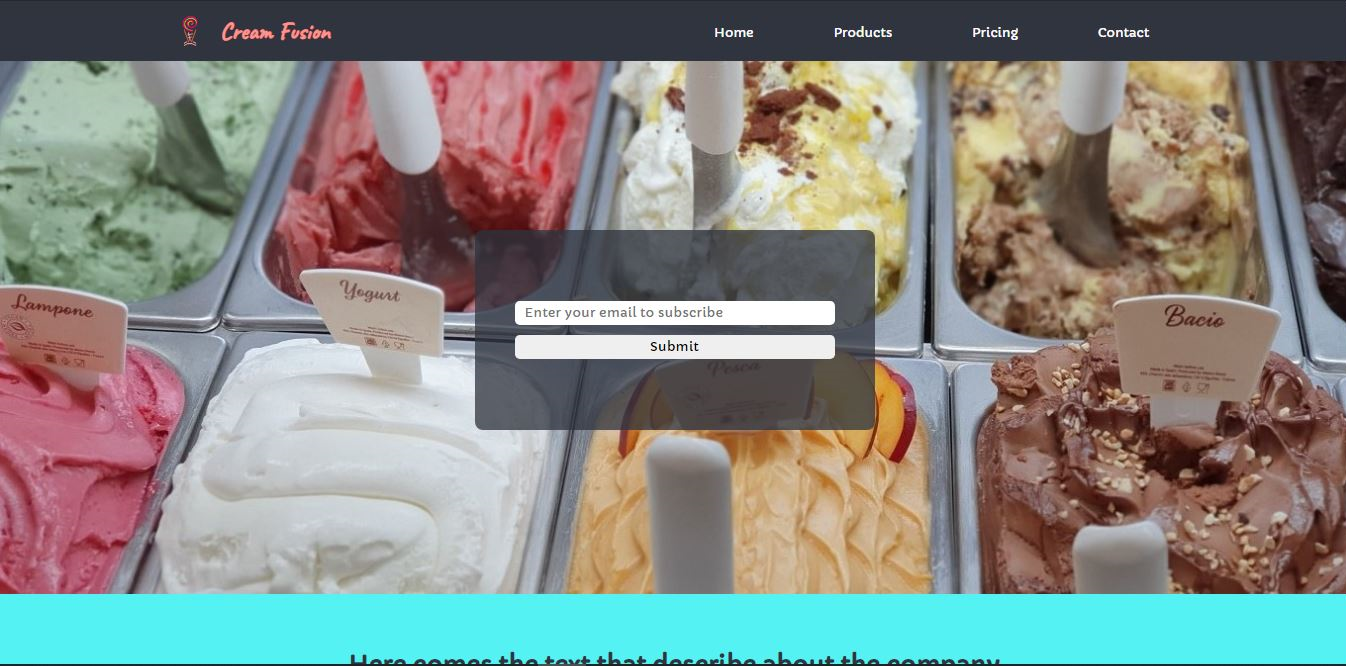 Cream Fusion
Home
Products
Pricing
Contact
Lampone
Yogurt
Bacio
Enter your email to subscribe
Submit
Pesca
Here comes the text that describe about the company